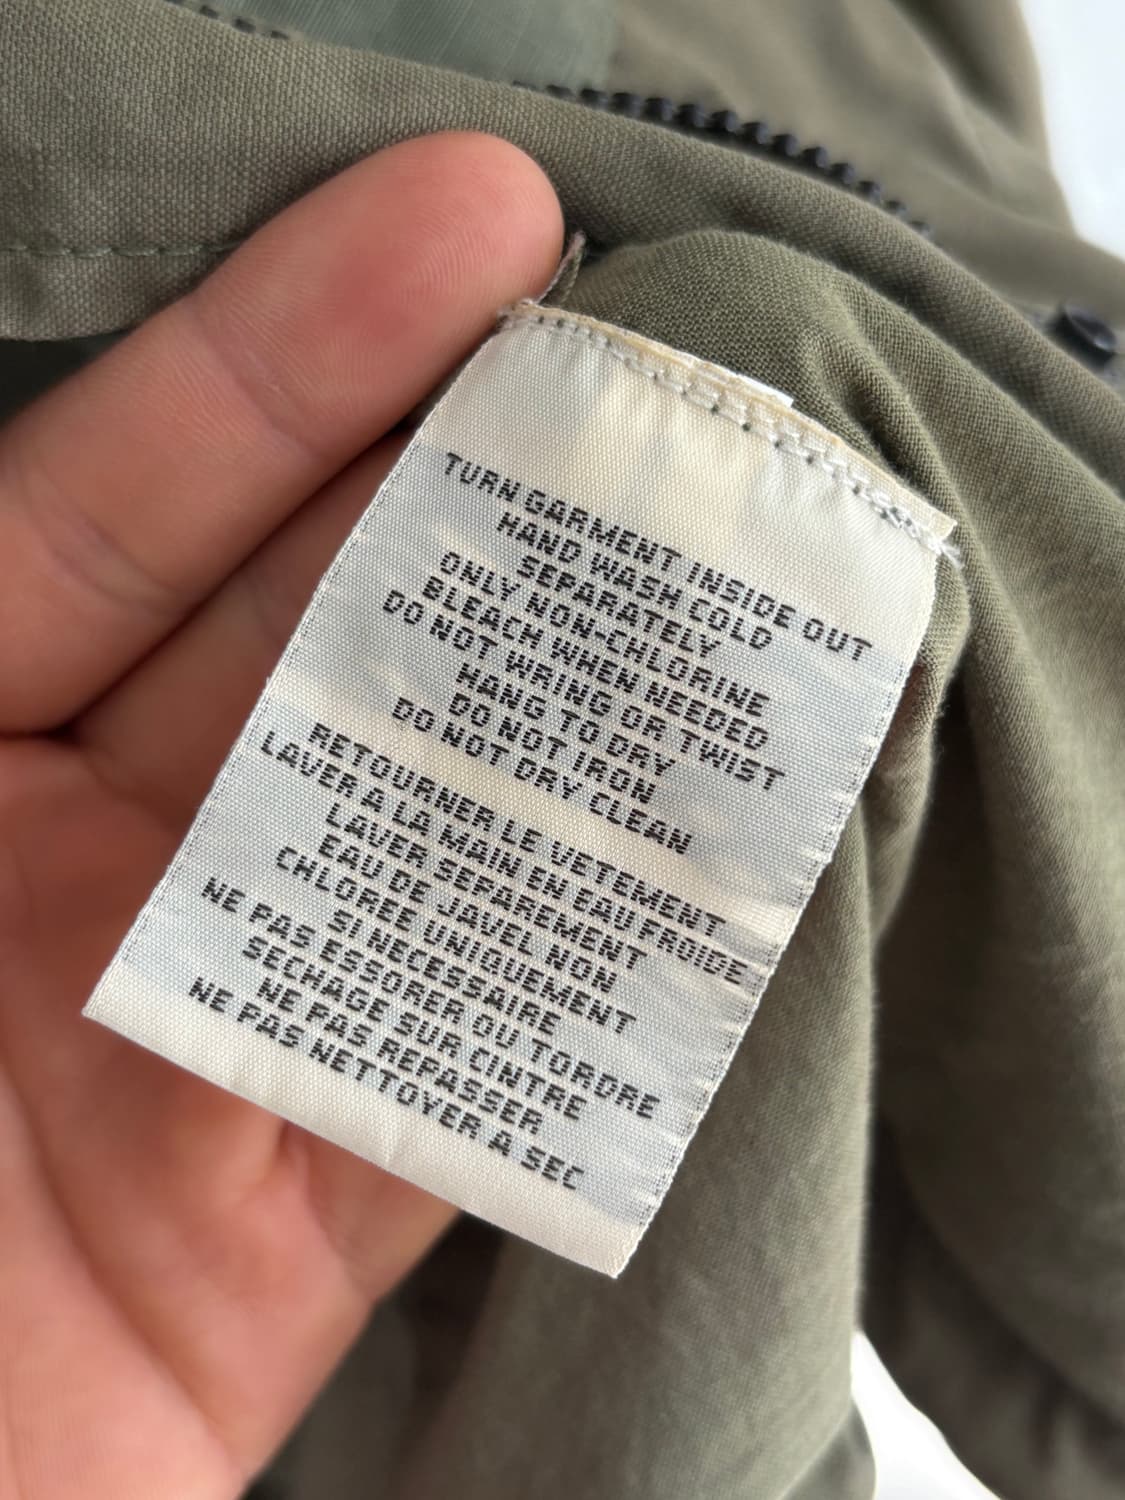 TURN GARMENT INSIDE OUT
HAND WASH COLD
SEPARATELY
ONLY NON-CHLORINE
BLEACH WHEN NEEDED
DO NOT WRING OR TWIST
HANG TO DRY
DO NOT IRON
DO NOT DRY CLEAN
RETOURNER LE VETEMENT
LAVER A LA MAIN EN EAU FROIDE
LAVER SEPAREMENT
EAU DE JAVEL NON
CHLOREE UNIQUEMENT
SI NECESSAIRE
NE PAS ESSORER OU TORDRE
SECHAGE SUR CINTRE
NE PAS REPASSER
NE PAS NETTOYER A SEC